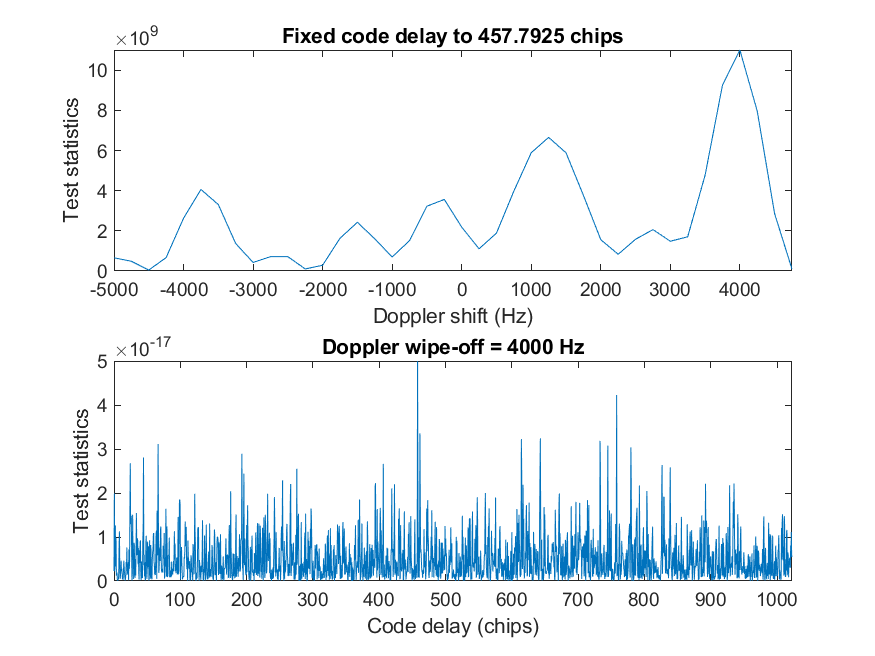 ×10^9
Fixed code delay to 457.7925 chips
10
8
6
4
2
0
Test statistics
-5000 -4000 -3000 -2000 -1000 0 1000 2000 3000 4000
Doppler shift (Hz)
×10^-17
Doppler wipe-off = 4000 Hz
5
4
3
2
1
0
Test statistics
0 100 200 300 400 500 600 700 800 900 1000
Code delay (chips)